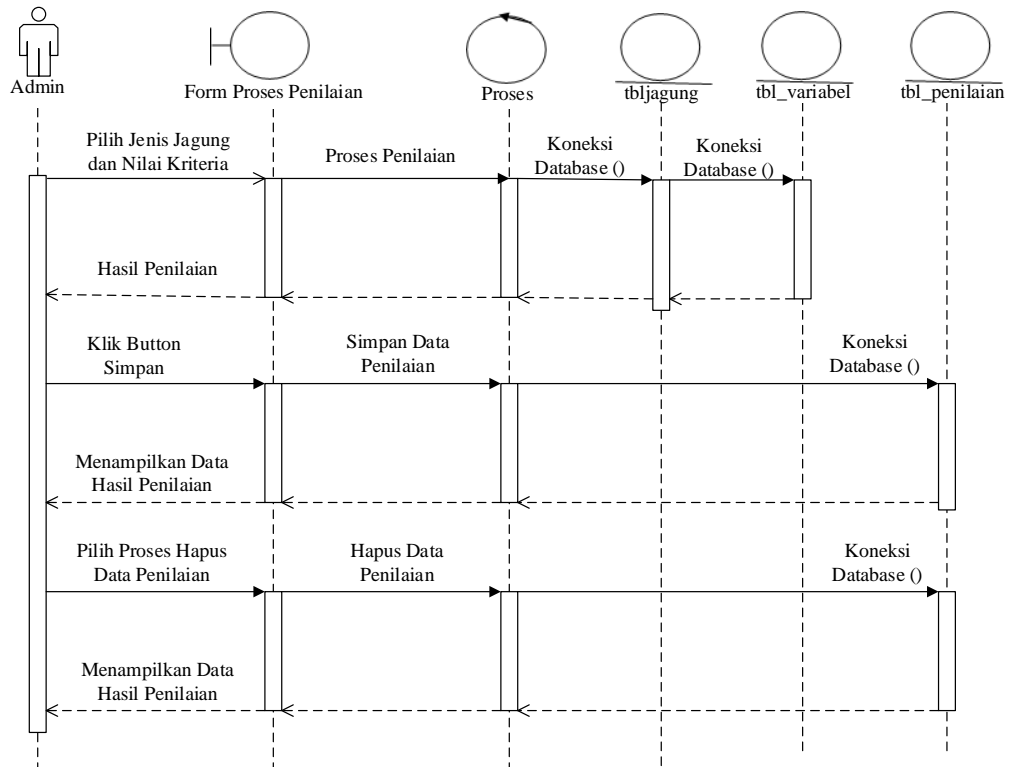 Admin
Form Proses Penilaian
Proses
tbljagung
tbl_variabel
tbl_penilaian
Pilih Jenis Jagung
dan Nilai Kriteria
Proses Penilaian
Koneksi
Database ()
Koneksi
Database ()
Hasil Penilaian
Klik Button
Simpan
Simpan Data
Penilaian
Koneksi
Database ()
Menampilkan Data
Hasil Penilaian
Pilih Proses Hapus
Data Penilaian
Hapus Data
Penilaian
Koneksi
Database ()
Menampilkan Data
Hasil Penilaian